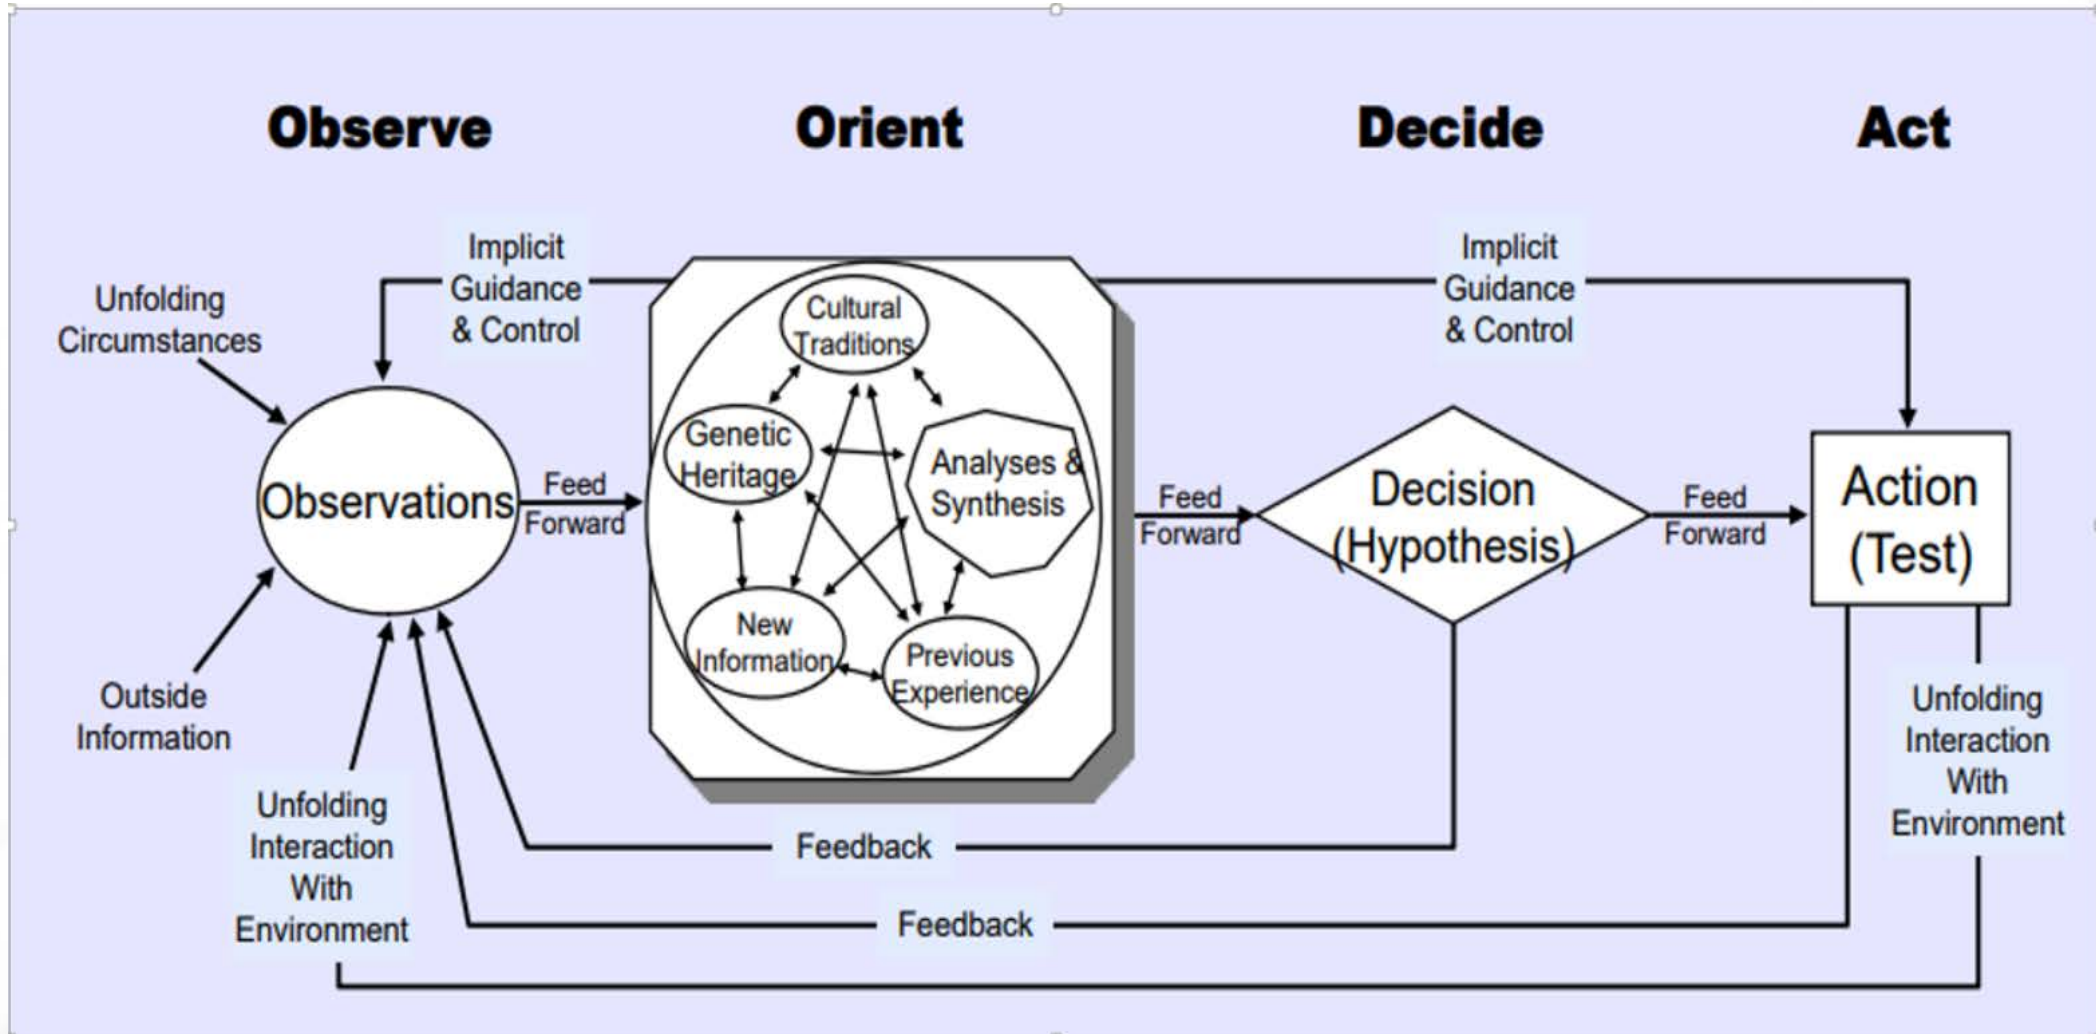 Observe
Orient
Decide
Act
Implicit
Guidance
& Control
Implicit
Guidance
& Control
Unfolding
Circumstances
Cultural
Traditions
Genetic
Heritage
Analyses &
Synthesis
New
Information
Previous
Experience
Observations
Feed
Forward
Feed
Forward
Decision
(Hypothesis)
Feed
Forward
Action
(Test)
Outside
Information
Unfolding
Interaction
With
Environment
Unfolding
Interaction
With
Environment
Feedback
Feedback